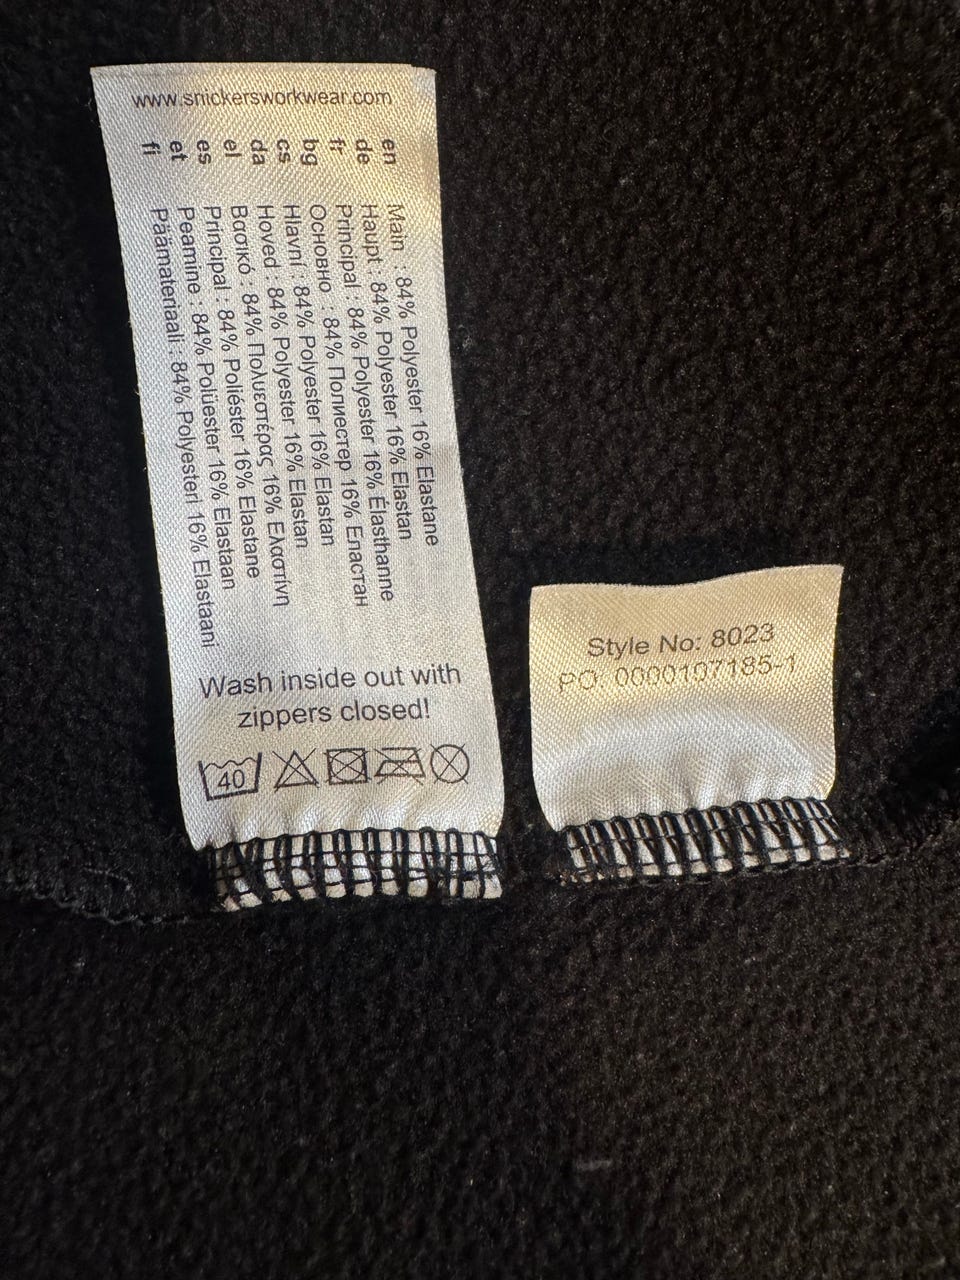 www.snickersworkwear.com
en Main : 84% Polyester 16% Elastane
de Haupt : 84% Polyester 16% Elastan
fr Principal : 84% Polyester 16% Élasthanne
bg Основно : 84% Полиестер 16% Еластан
cs Hlavní : 84% Polyester 16% Elastan
da Hoved : 84% Polyester 16% Elastan
el Βασικό : 84% Πολυεστέρας 16% Ελαστίνη
es Principal : 84% Poliéster 16% Elastane
et Peamine : 84% Polüester 16% Elastaan
fi Päämateriaali : 84% Polyesteri 16% Elastaani
Wash inside out with
zippers closed!
40
Style No: 8023
PO: 0000107185-1